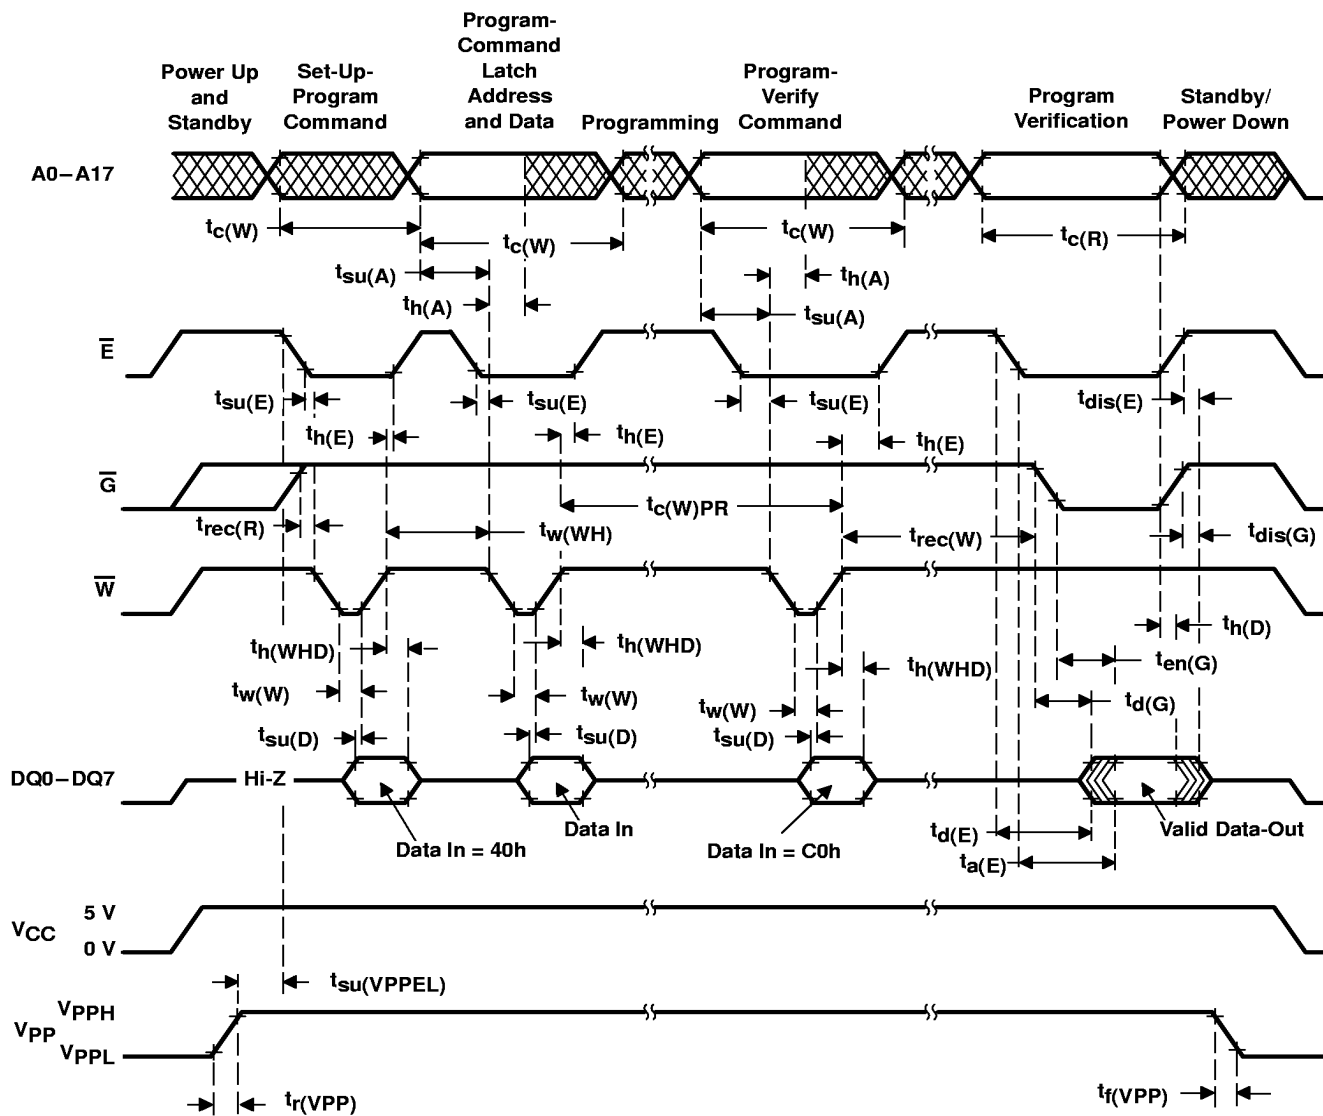 Power Up
and
Standby
Set-Up-
Program
Command
Program-
Command
Latch
Address
and Data
Programming
Program-
Verify
Command
Program
Verification
Standby/
Power Down
A0–A17
tc(W)
tc(W)
tc(W)
tc(R)
tsu(A)
th(A)
th(A)
tsu(A)
E
tsu(E)
tsu(E)
tsu(E)
tdis(E)
th(E)
th(E)
th(E)
G
tc(W)PR
trec(R)
tw(WH)
trec(W)
tdis(G)
W
th(D)
th(WHD)
th(WHD)
th(WHD)
ten(G)
tw(W)
tw(W)
tw(W)
td(G)
tsu(D)
tsu(D)
tsu(D)
DQ0–DQ7
Hi-Z
Data In = 40h
Data In
Data In = C0h
Valid Data-Out
td(E)
ta(E)
VCC
5 V
0 V
tsu(VPPEL)
VPPH
VPP
VPPL
tr(VPP)
tf(VPP)